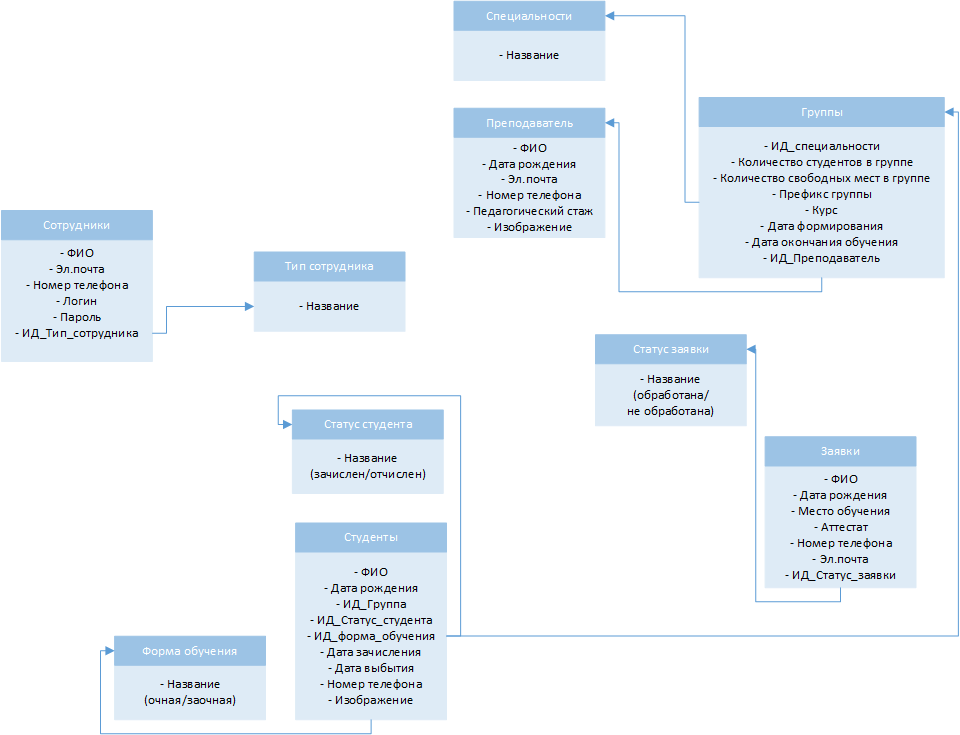 Специальности
- Название
Преподаватель
- ФИО
- Дата рождения
- Эл.почта
- Номер телефона
- Педагогический стаж
- Изображение
Группы
- ИД_специальности
- Количество студентов в группе
- Количество свободных мест в группе
- Префикс группы
- Курс
- Дата формирования
- Дата окончания обучения
- ИД_Преподаватель
Сотрудники
- ФИО
- Эл.почта
- Номер телефона
- Логин
- Пароль
- ИД_Тип_сотрудника
Тип сотрудника
- Название
Статус заявки
- Название
(обработана/
не обработана)
Статус студента
- Название
(зачислен/отчислен)
Заявки
- ФИО
- Дата рождения
- Место обучения
- Аттестат
- Номер телефона
- Эл.почта
- ИД_Статус_заявки
Студенты
- ФИО
- Дата рождения
- ИД_Группа
- ИД_Статус_студента
- ИД_форма_обучения
- Дата зачисления
- Дата выбытия
- Номер телефона
- Изображение
Форма обучения
- Название
(очная/заочная)